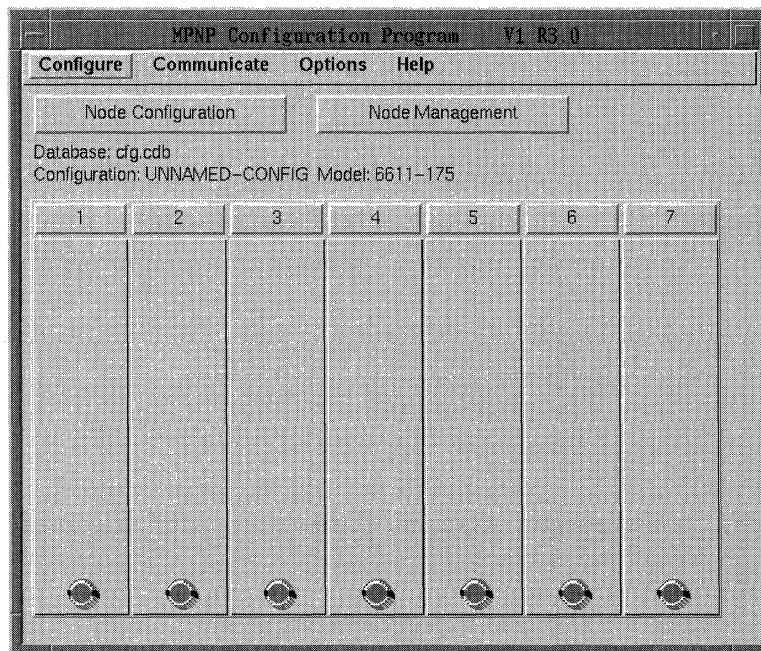 MPNP Configuration Program V1 R3.0
Configure Communicate Options Help
Node Configuration Node Management
Database: cfg.cdb
Configuration: UNNAMED-CONFIG Model: 6611-175
1 2 3 4 5 6 7